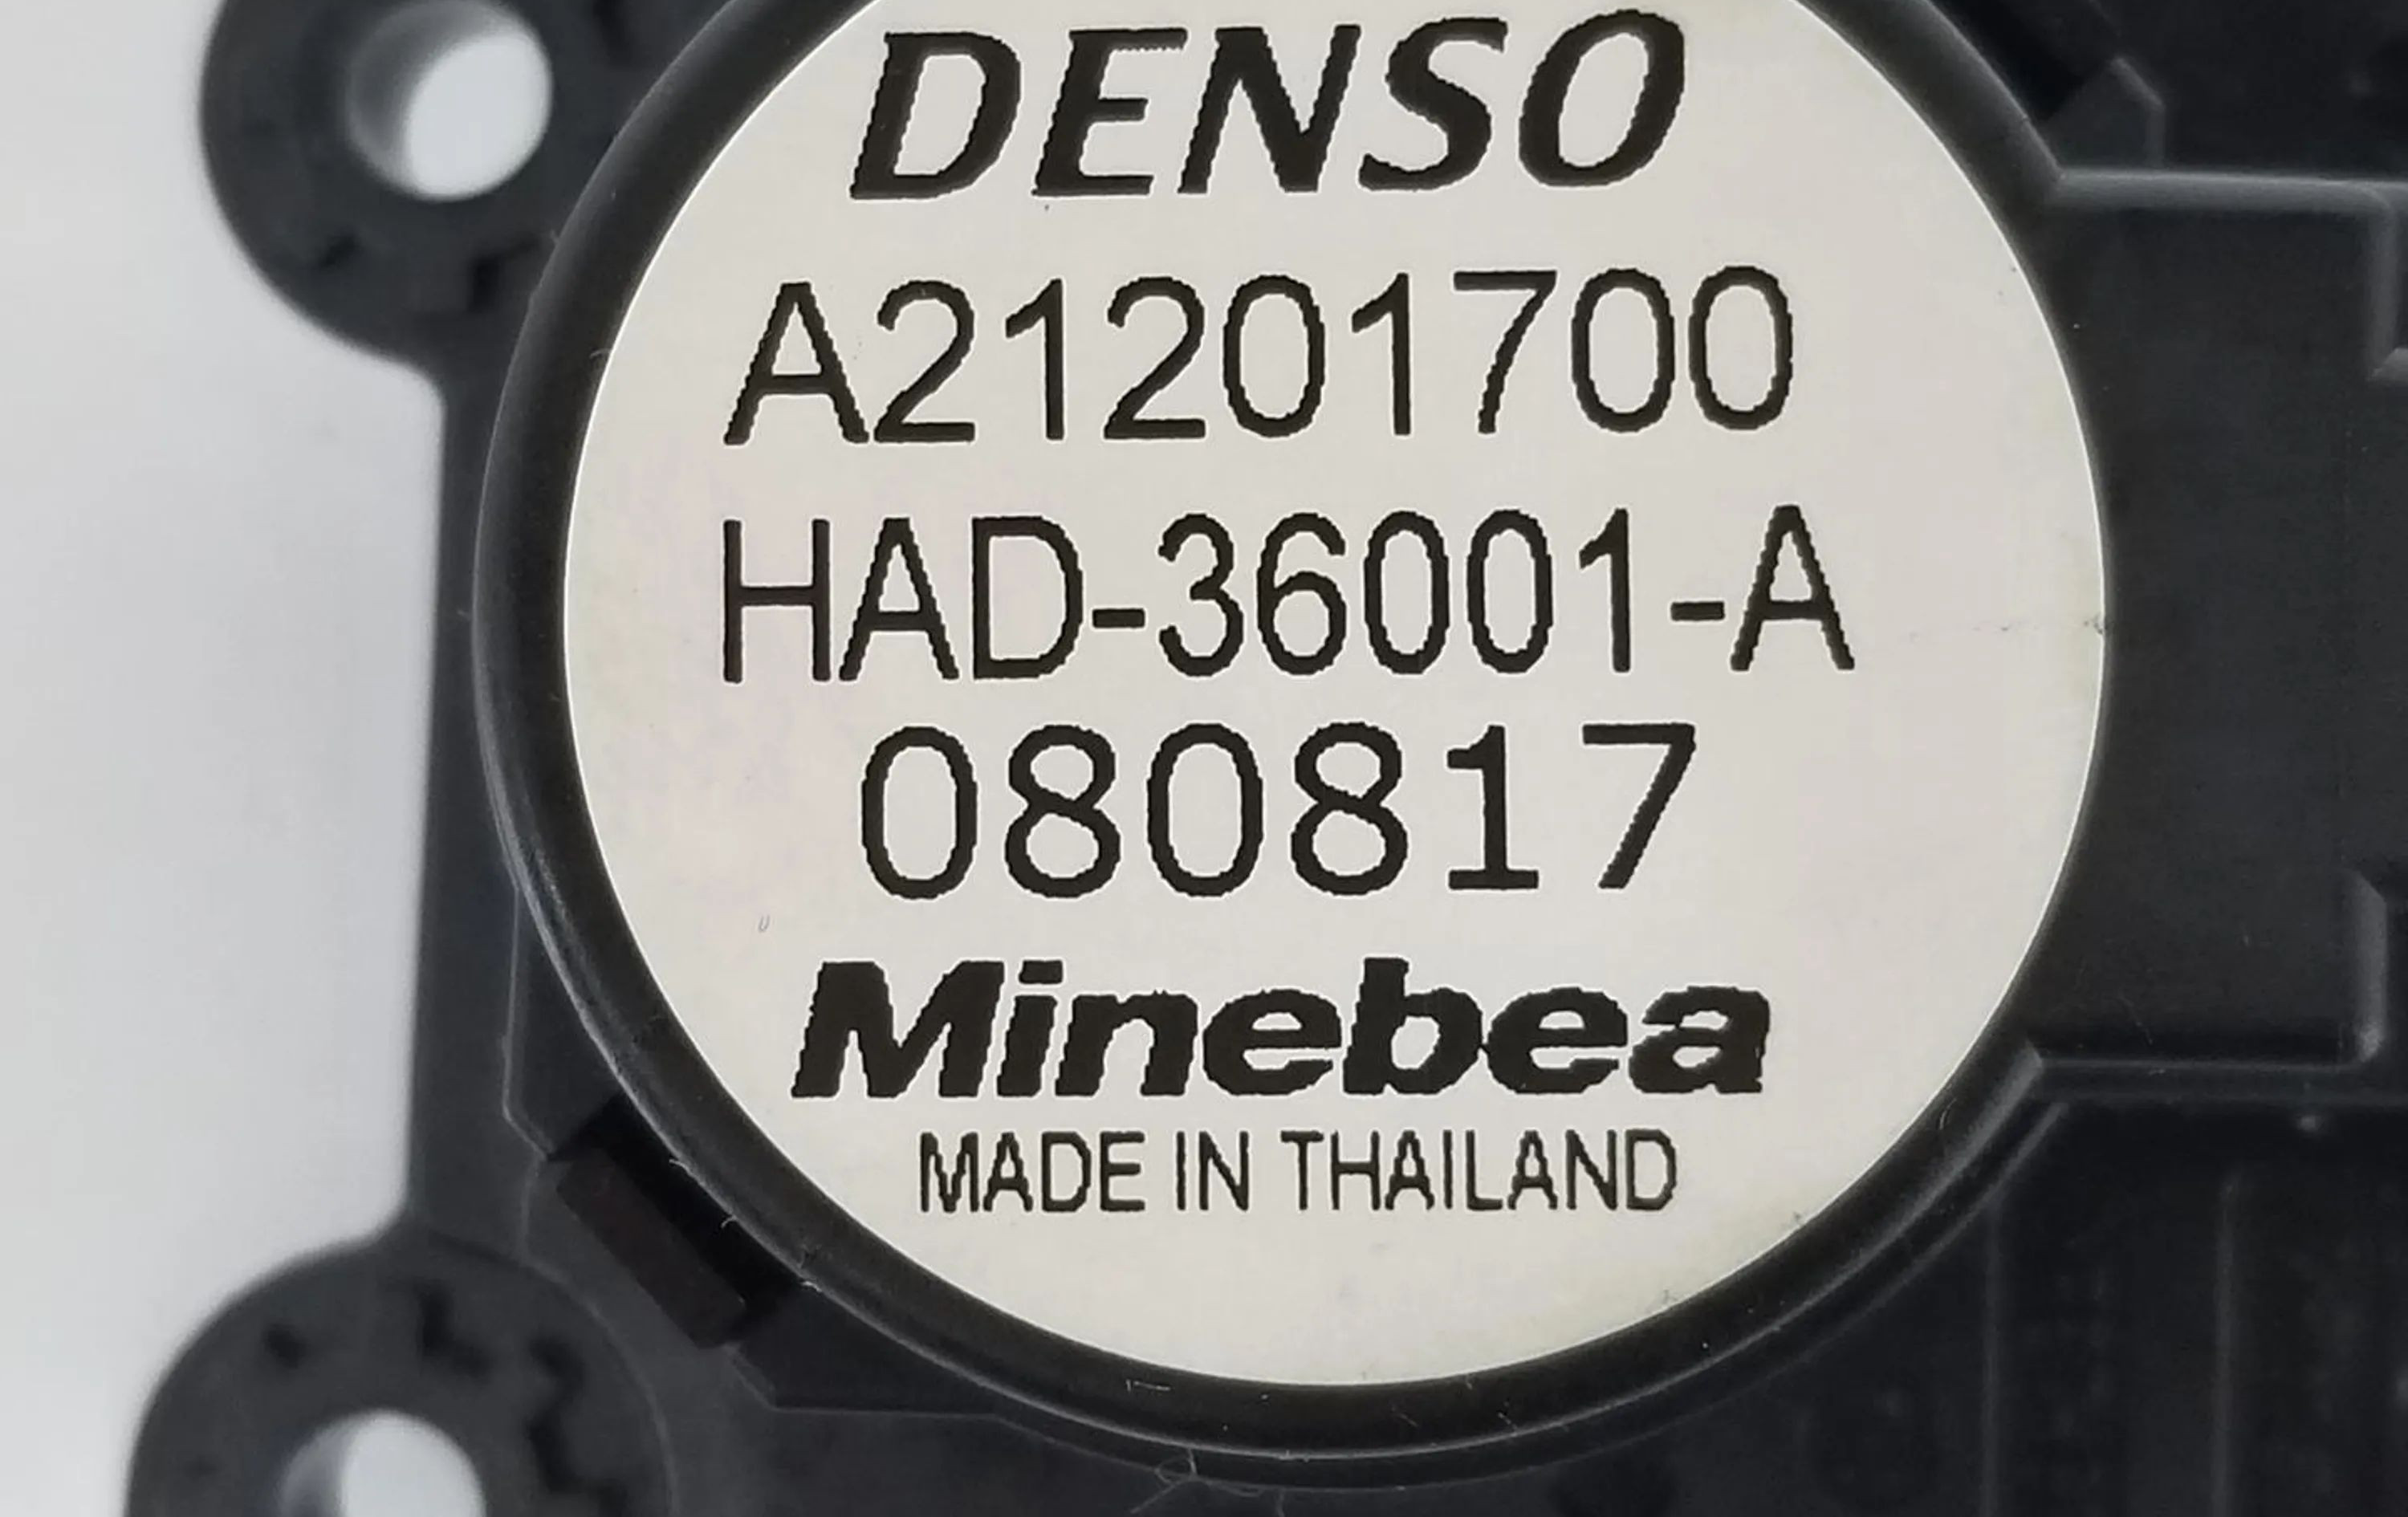 DENSO
A21201700
HAD-36001-A
080817
Minebea
MADE IN THAILAND